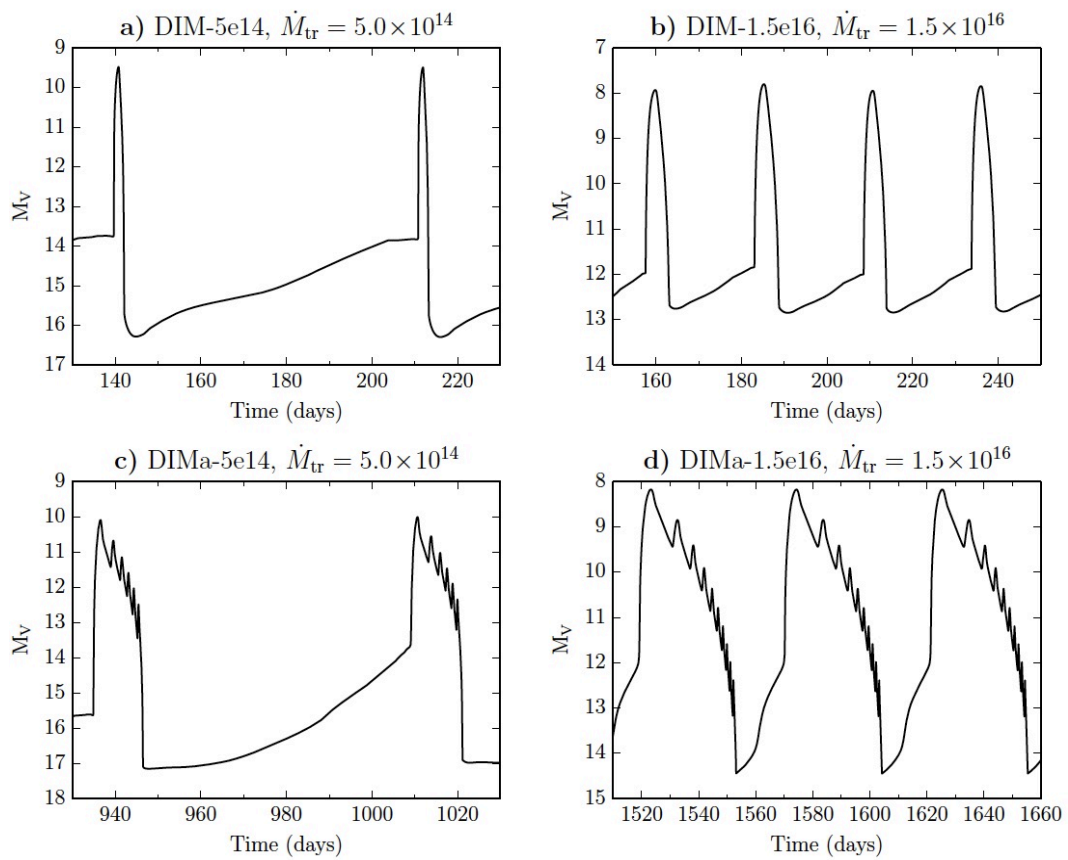 a) DIM-5e14, Ṁtr = 5.0×10^14
9
10
11
12
13
14
15
16
17
MV
140 160 180 200 220
Time (days)
b) DIM-1.5e16, Ṁtr = 1.5×10^16
7
8
9
10
11
12
13
14
MV
160 180 200 220 240
Time (days)
c) DIMa-5e14, Ṁtr = 5.0×10^14
9
10
11
12
13
14
15
16
17
18
MV
940 960 980 1000 1020
Time (days)
d) DIMa-1.5e16, Ṁtr = 1.5×10^16
8
9
10
11
12
13
14
15
MV
1520 1540 1560 1580 1600 1620 1640 1660
Time (days)